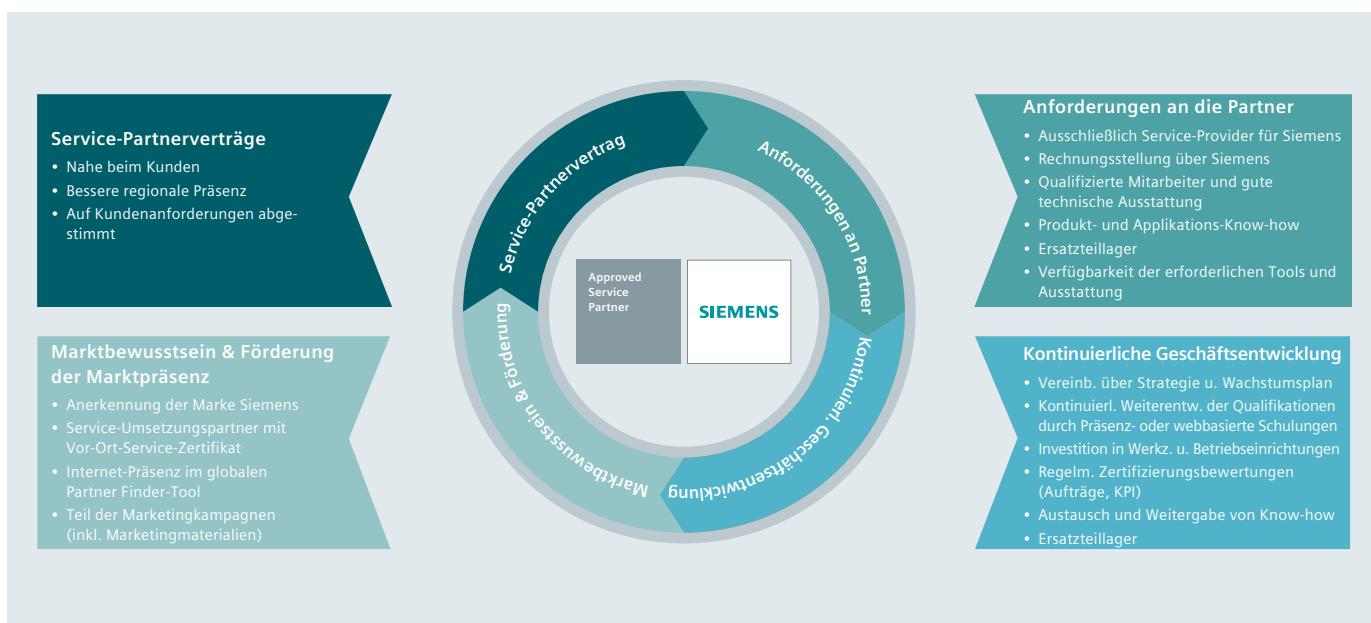 Service-Partnerverträge
• Nahe beim Kunden
• Bessere regionale Präsenz
• Auf Kundenanforderungen abge-
stimmt
Marktbewusstsein & Förderung
der Marktpräsenz
• Anerkennung der Marke Siemens
• Service-Umsetzungspartner mit
Vor-Ort-Service-Zertifikat
• Internet-Präsenz im globalen
Partner Finder-Tool
• Teil der Marketingkampagnen
(inkl. Marketingmaterialien)
Service-Partnervertrag
Anforderungen an Partner
Kontinuierl. Geschäftsentwicklung
Marktbewusstsein & Förderung
Approved
Service
Partner
SIEMENS
Anforderungen an die Partner
• Ausschließlich Service-Provider für Siemens
• Rechnungsstellung über Siemens
• Qualifizierte Mitarbeiter und gute
technische Ausstattung
• Produkt- und Applikations-Know-how
• Ersatzteillager
• Verfügbarkeit der erforderlichen Tools und
Ausstattung
Kontinuierliche Geschäftsentwicklung
• Vereinb. über Strategie u. Wachstumsplan
• Kontinuierl. Weiterentw. der Qualifikationen
durch Präsenz- oder webbasierte Schulungen
• Investition in Werkz. u. Betriebseinrichtungen
• Regelm. Zertifizierungsbewertungen
(Aufträge, KPI)
• Austausch und Weitergabe von Know-how
• Ersatzteillager